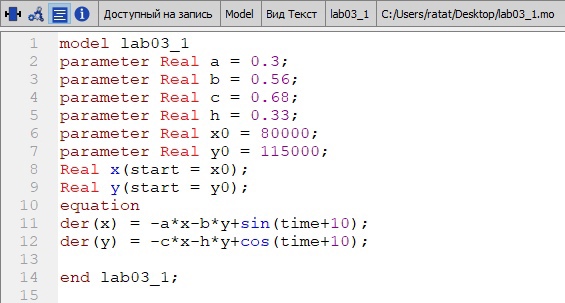 Доступный на запись Model Вид Текст lab03_1 C:/Users/ratat/Desktop/lab03_1.mo
1 model lab03_1
2 parameter Real a = 0.3;
3 parameter Real b = 0.56;
4 parameter Real c = 0.68;
5 parameter Real h = 0.33;
6 parameter Real x0 = 80000;
7 parameter Real y0 = 115000;
8 Real x(start = x0);
9 Real y(start = y0);
10 equation
11 der(x) = -a*x-b*y+sin(time+10);
12 der(y) = -c*x-h*y+cos(time+10);
13
14 end lab03_1;
15